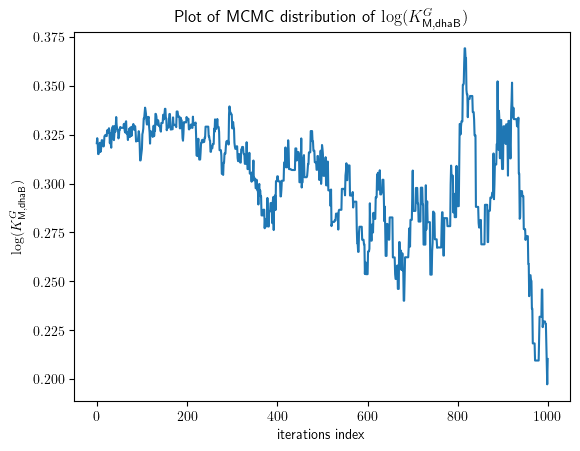 Plot of MCMC distribution of log(K^G_{M,dhaB})
0.375
0.350
0.325
0.300
0.275
0.250
0.225
0.200
log(K^G_{M,dhaB})
0 200 400 600 800 1000
iterations index